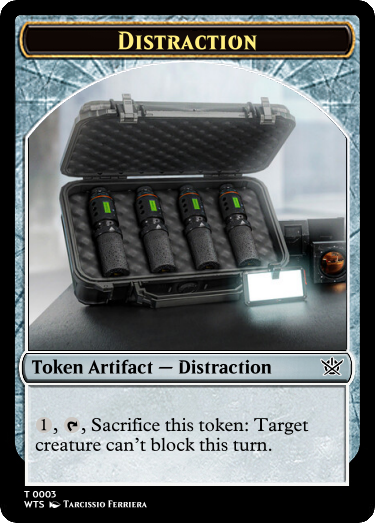 Distraction
Token Artifact — Distraction
1, T, Sacrifice this token: Target
creature can't block this turn.
T 0003
WTS Tarcissio Ferriera